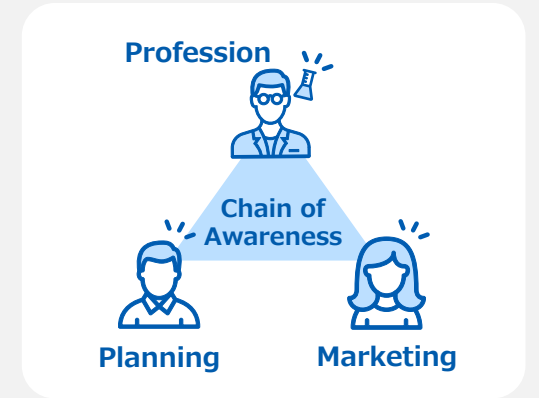 Profession
Chain of
Awareness
Planning
Marketing